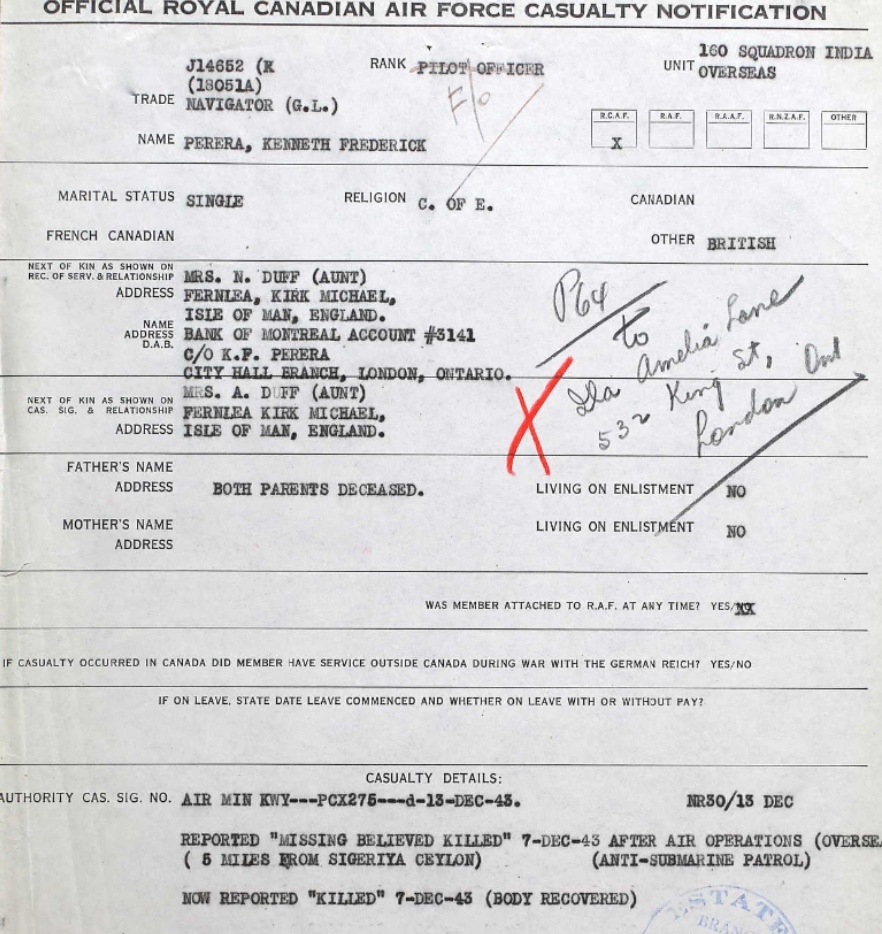 OFFICIAL ROYAL CANADIAN AIR FORCE CASUALTY NOTIFICATION
J14652 (R RANK PILOT OFFICER UNIT 160 SQUADRON INDIA
(18051A) F/O OVERSEAS
TRADE NAVIGATOR (G.L.)
R.C.A.F. R.A.F. R.A.A.F. R.N.Z.A.F. OTHER
NAME PERERA, KENNETH FREDERICK X
MARITAL STATUS SINGLE RELIGION C. OF E. CANADIAN
FRENCH CANADIAN OTHER BRITISH
NEXT OF KIN AS SHOWN ON
REC. OF SERV. & RELATIONSHIP MRS. N. DUFF (AUNT)
ADDRESS FERNLEA, KIRK MICHAEL,
ISLE OF MAN, ENGLAND.
NAME
ADDRESS BANK OF MONTREAL ACCOUNT #3141
D.A.B. C/O K.F. PERERA
CITY HALL BRANCH, LONDON, ONTARIO.
P64
to
Ila Amelia Lane
532 King St,
London Ont
NEXT OF KIN AS SHOWN ON MRS. A. DUFF (AUNT)
CAS. SIG. & RELATIONSHIP FERNLEA KIRK MICHAEL,
ADDRESS ISLE OF MAN, ENGLAND.
X
FATHER'S NAME
ADDRESS BOTH PARENTS DECEASED. LIVING ON ENLISTMENT NO
MOTHER'S NAME LIVING ON ENLISTMENT NO
ADDRESS
WAS MEMBER ATTACHED TO R.A.F. AT ANY TIME? YES/
IF CASUALTY OCCURRED IN CANADA DID MEMBER HAVE SERVICE OUTSIDE CANADA DURING WAR WITH THE GERMAN REICH? YES/NO
IF ON LEAVE, STATE DATE LEAVE COMMENCED AND WHETHER ON LEAVE WITH OR WITHOUT PAY?
CASUALTY DETAILS:
AUTHORITY CAS. SIG. NO. AIR MIN KWY---PCX275---d-13-DEC-43. NR30/13 DEC
REPORTED "MISSING BELIEVED KILLED" 7-DEC-43 AFTER AIR OPERATIONS (OVERSEA
( 5 MILES FROM SIGERIYA CEYLON) (ANTI-SUBMARINE PATROL)
NOW REPORTED "KILLED" 7-DEC-43 (BODY RECOVERED)
ESTATE
BRAN